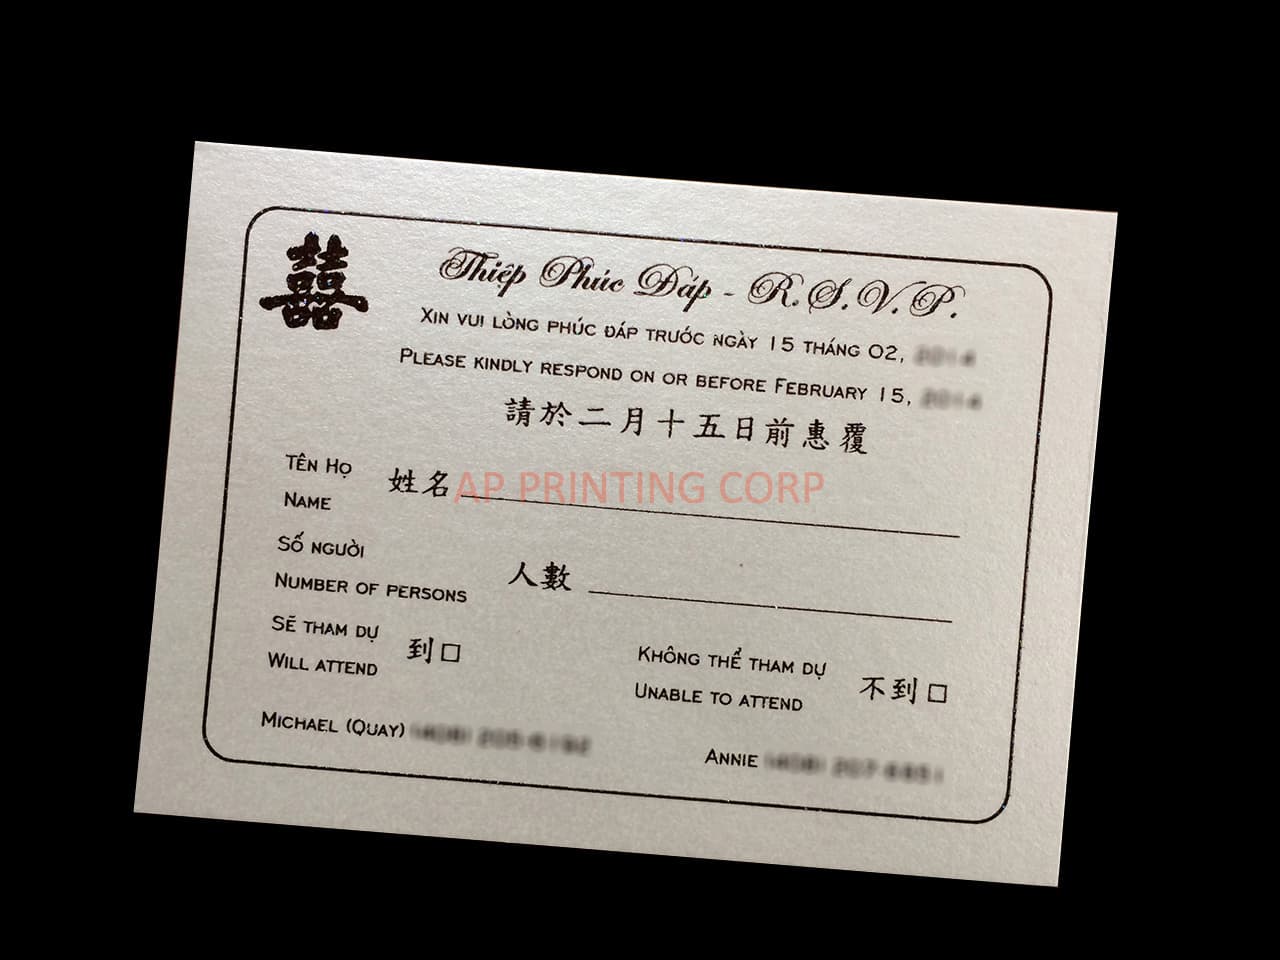 囍
Thiệp Phúc Đáp - R.S.V.P.
XIN VUI LÒNG PHÚC ĐÁP TRƯỚC NGÀY 15 THÁNG 02,
PLEASE KINDLY RESPOND ON OR BEFORE FEBRUARY 15,
請於二月十五日前惠覆
TÊN HỌ
NAME
姓名
AP PRINTING CORP
SỐ NGƯỜI
NUMBER OF PERSONS
人數
SẼ THAM DỰ
WILL ATTEND
到
KHÔNG THỂ THAM DỰ
UNABLE TO ATTEND
不到
MICHAEL (QUAY)
ANNIE